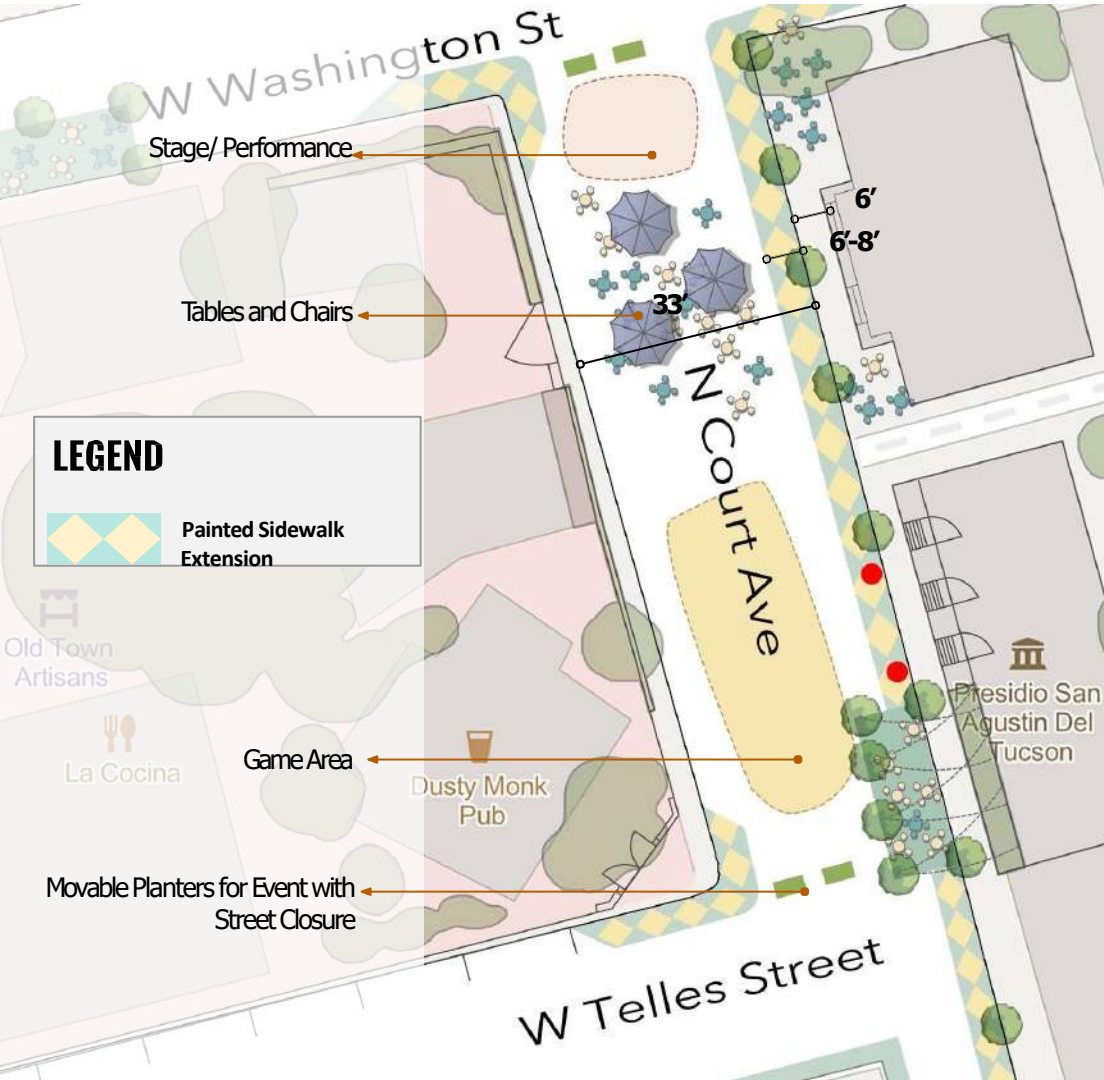 W Washington St
Stage/ Performance
6'
6'-8'
Tables and Chairs
33'
N Court Ave
LEGEND
Painted Sidewalk
Extension
Old Town
Artisans
Presidio San
Agustin Del
Tucson
La Cocina
Game Area
Dusty Monk
Pub
Movable Planters for Event with
Street Closure
W Telles Street